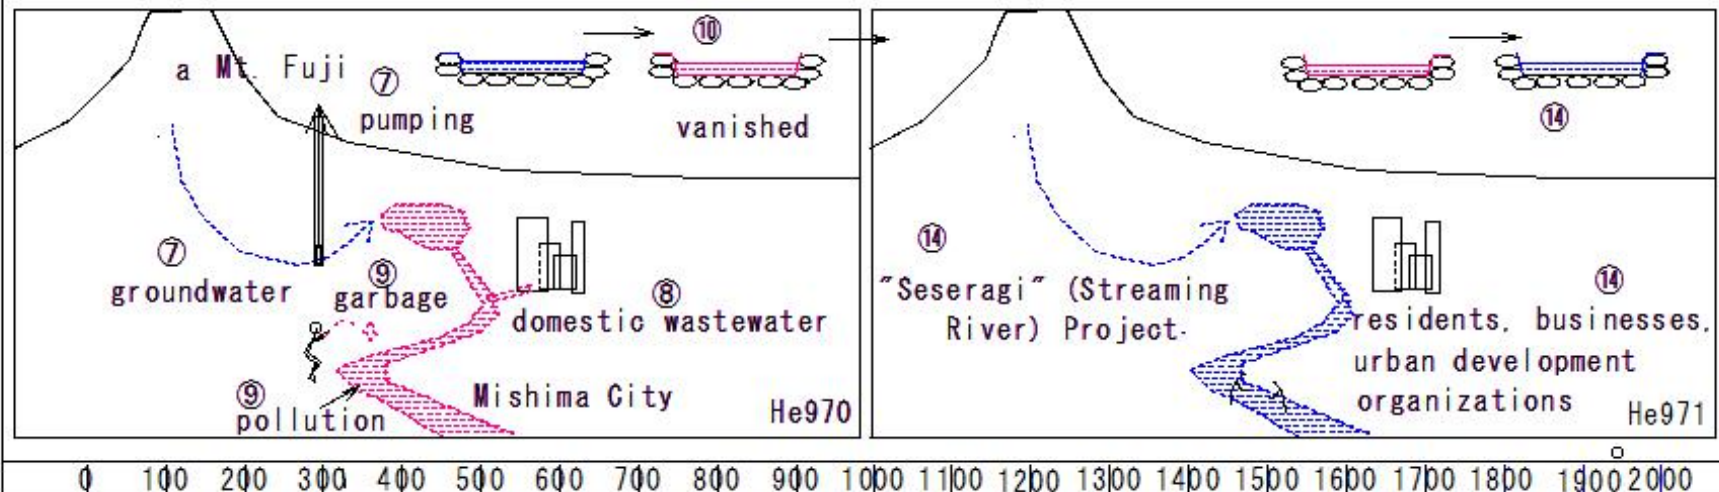 a Mt. Fuji
⑦
pumping
⑩
vanished
⑦
groundwater
⑨
garbage
⑧
domestic wastewater
⑨
pollution
Mishima City
He970
⑭
⑭
"Seseragi" (Streaming
River) Project
⑭
residents, businesses,
urban development
organizations
He971
0 100 200 300 400 500 600 700 800 900 1000 1100 1200 1300 1400 1500 1600 1700 1800 1900 2000